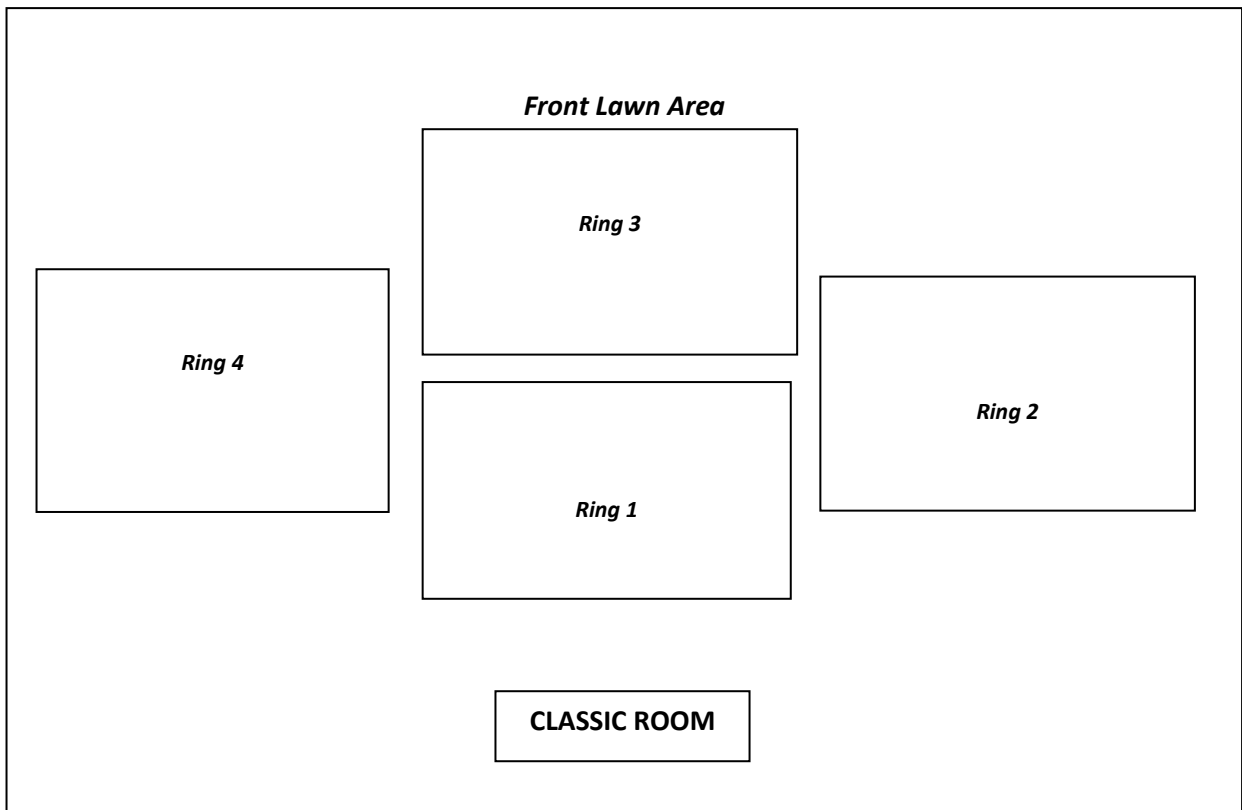 Front Lawn Area
Ring 3
Ring 4
Ring 2
Ring 1
CLASSIC ROOM